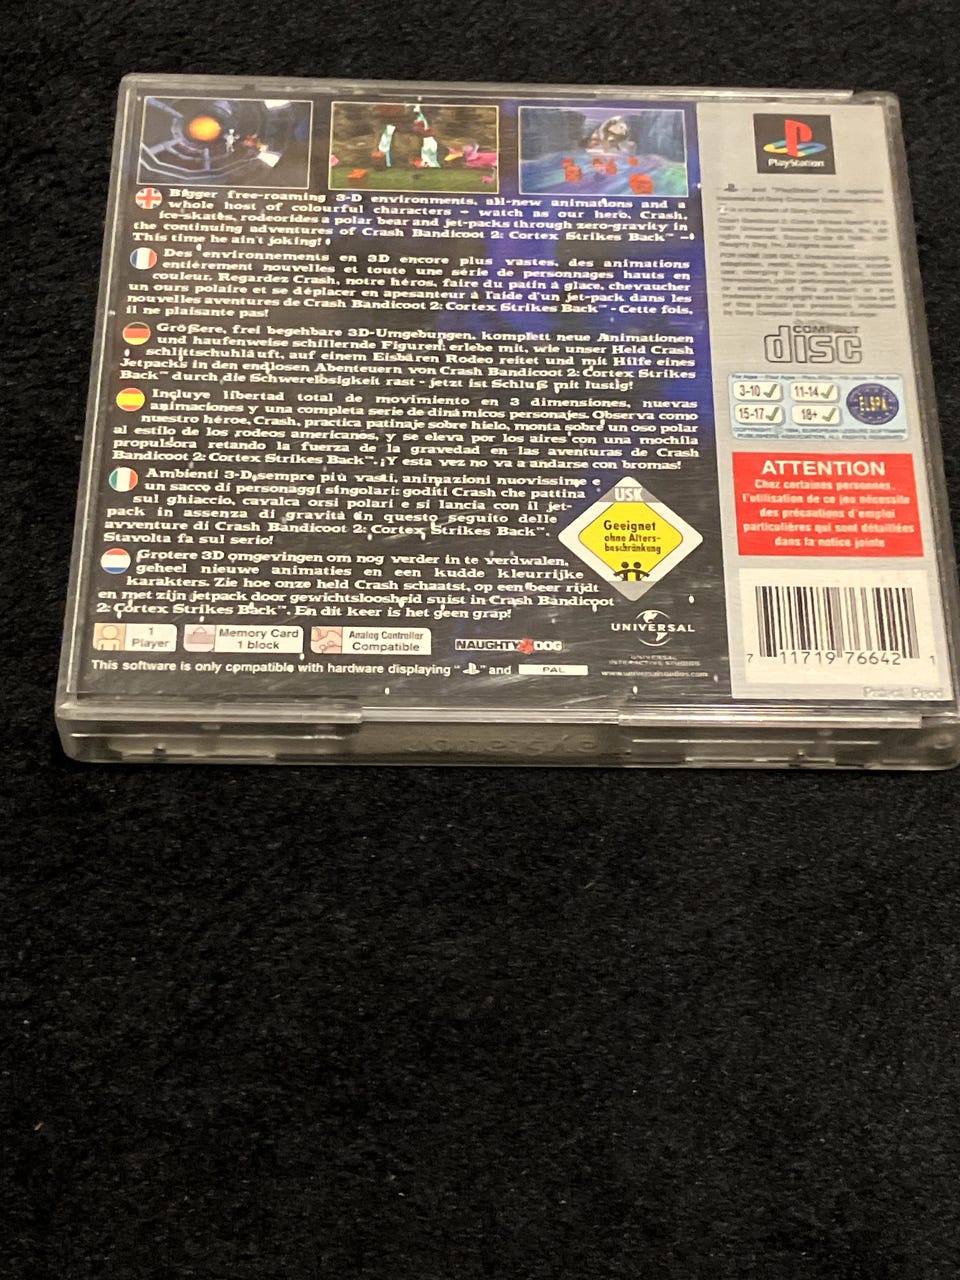 Bigger free-roaming 3-D environments, all-new animations and a
whole host of colourful characters - watch as our hero, Crash,
ice-skates, rodeorides a polar bear and jet-packs through zero-gravity in
the continuing adventures of Crash Bandicoot 2: Cortex Strikes Back™ -
This time he ain't joking!
Des environnements en 3D encore plus vastes, des animations
entièrement nouvelles et toute une série de personnages hauts en
couleur. Regardez Crash, notre héros, faire du patin à glace, chevaucher
un ours polaire et se déplacer en apesanteur à l'aide d'un jet-pack dans les
nouvelles aventures de Crash Bandicoot 2: Cortex Strikes Back™ - Cette fois,
il ne plaisante pas!
Größere, frei begehbare 3D-Umgebungen, komplett neue Animationen
und haufenweise schillernde Figuren: erlebe mit, wie unser Held Crash
schlittschuhläuft, auf einem Eisbären Rodeo reitet und mit Hilfe eines
Jetpacks in den endlosen Abenteuern von Crash Bandicoot 2: Cortex Strikes
Back™ durch die Schwerelosigkeit rast - jetzt ist Schluß mit lustig!
Incluye libertad total de movimiento en 3 dimensiones, nuevas
animaciones y una completa serie de dinámicos personajes. Observa como
nuestro héroe, Crash, practica patinaje sobre hielo, monta sobre un oso polar
al estilo de los rodeos americanos, y se eleva por los aires con una mochila
propulsora retando la fuerza de la gravedad en las aventuras de Crash
Bandicoot 2: Cortex Strikes Back™. ¡Y esta vez no va a andarse con bromas!
Ambienti 3-D sempre più vasti, animazioni nuovissime e
un sacco di personaggi singolari: goditi Crash che pattina
sul ghiaccio, cavalca orsi polari e si lancia con il jet-
pack in assenza di gravità in questo seguito delle
avventure di Crash Bandicoot 2: Cortex Strikes Back™.
Stavolta fa sul serio!
Grotere 3D omgevingen om nog verder in te verdwalen,
geheel nieuwe animaties en een kudde kleurrijke
karakters. Zie hoe onze held Crash schaatst, op een beer rijdt
en met zijn jetpack door gewichtsloosheid suist in Crash Bandicoot
2: Cortex Strikes Back™. En dit keer is het geen grap!
USK
Geeignet
ohne Alters-
beschränkung
1
Player
Memory Card
1 block
Analog Controller
Compatible
NAUGHTY DOG
UNIVERSAL
UNIVERSAL
INTERACTIVE STUDIOS
www.universalstudios.com
This software is only compatible with hardware displaying " " and PAL
PlayStation
COMPACT
disc
3-10
11-14
15-17
18+
ELSPA
ATTENTION
Chez certaines personnes,
l'utilisation de ce jeu nécessite
des précautions d'emploi
particulières qui sont détaillées
dans la notice jointe
7 11719 76642 1